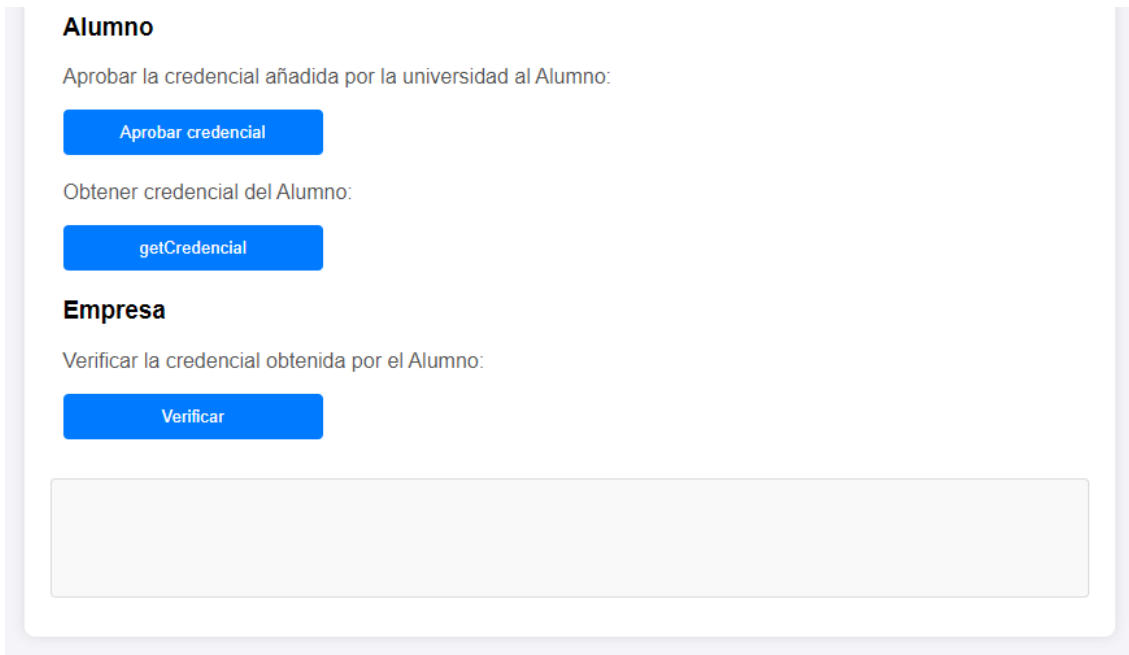 Alumno
Aprobar la credencial añadida por la universidad al Alumno:
Aprobar credencial
Obtener credencial del Alumno:
getCredencial
Empresa
Verificar la credencial obtenida por el Alumno:
Verificar